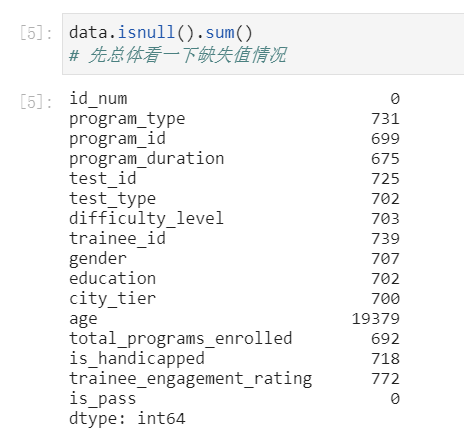 [5]: data.isnull().sum()
# 先总体看一下缺失值情况
[5]: id_num 0
program_type 731
program_id 699
program_duration 675
test_id 725
test_type 702
difficulty_level 703
trainee_id 739
gender 707
education 702
city_tier 700
age 19379
total_programs_enrolled 692
is_handicapped 718
trainee_engagement_rating 772
is_pass 0
dtype: int64